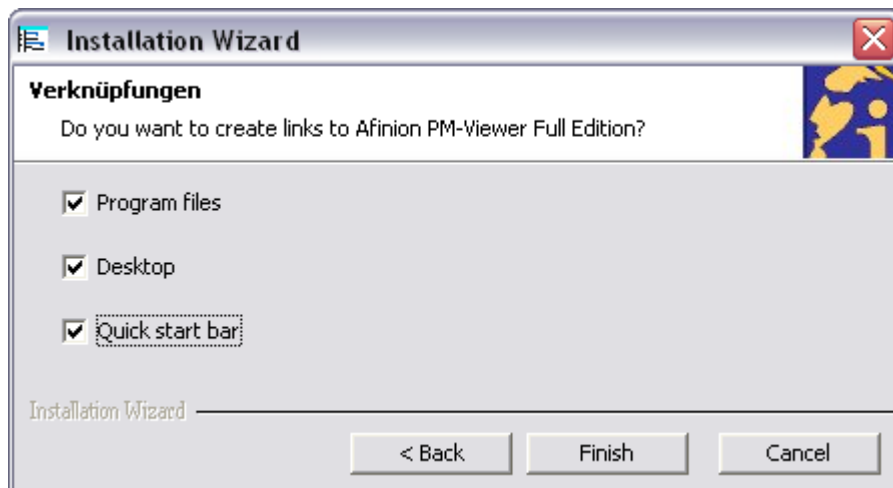 Installation Wizard
Verknüpfungen
Do you want to create links to Afinion PM-Viewer Full Edition?
Program files
Desktop
Quick start bar
Installation Wizard
< Back Finish Cancel